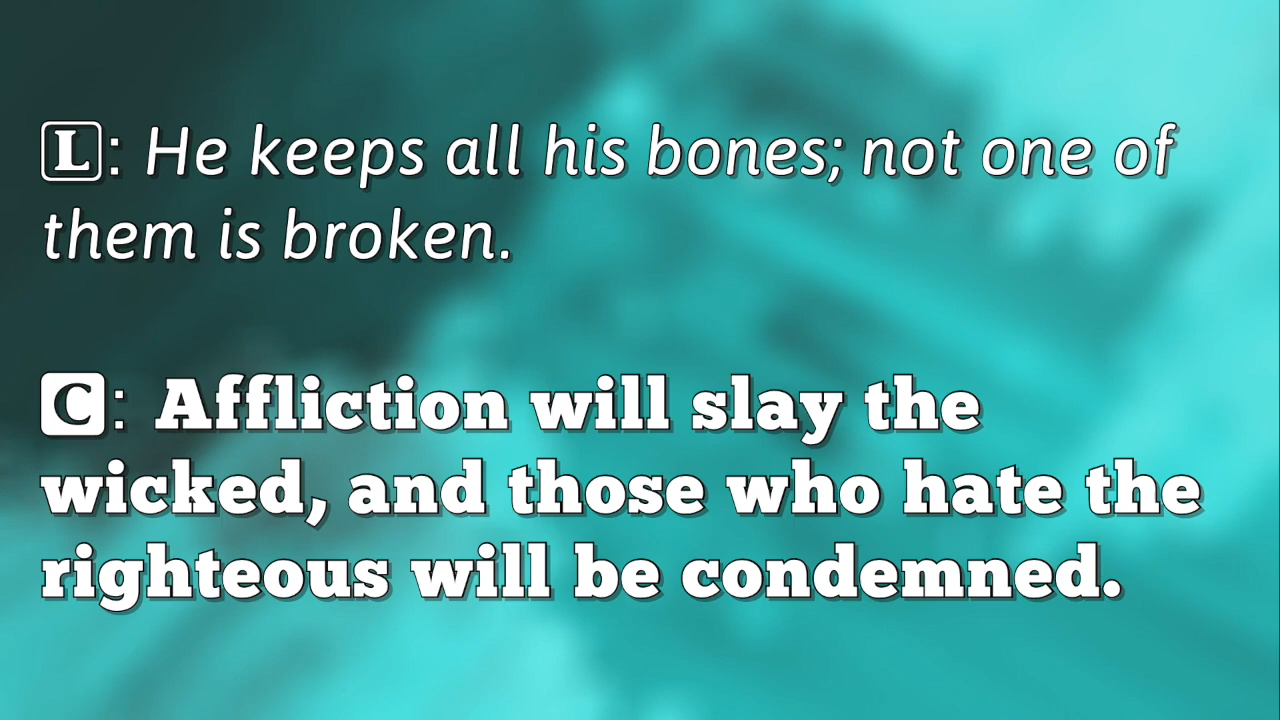 L: He keeps all his bones; not one of
them is broken.
C: Affliction will slay the
wicked, and those who hate the
righteous will be condemned.